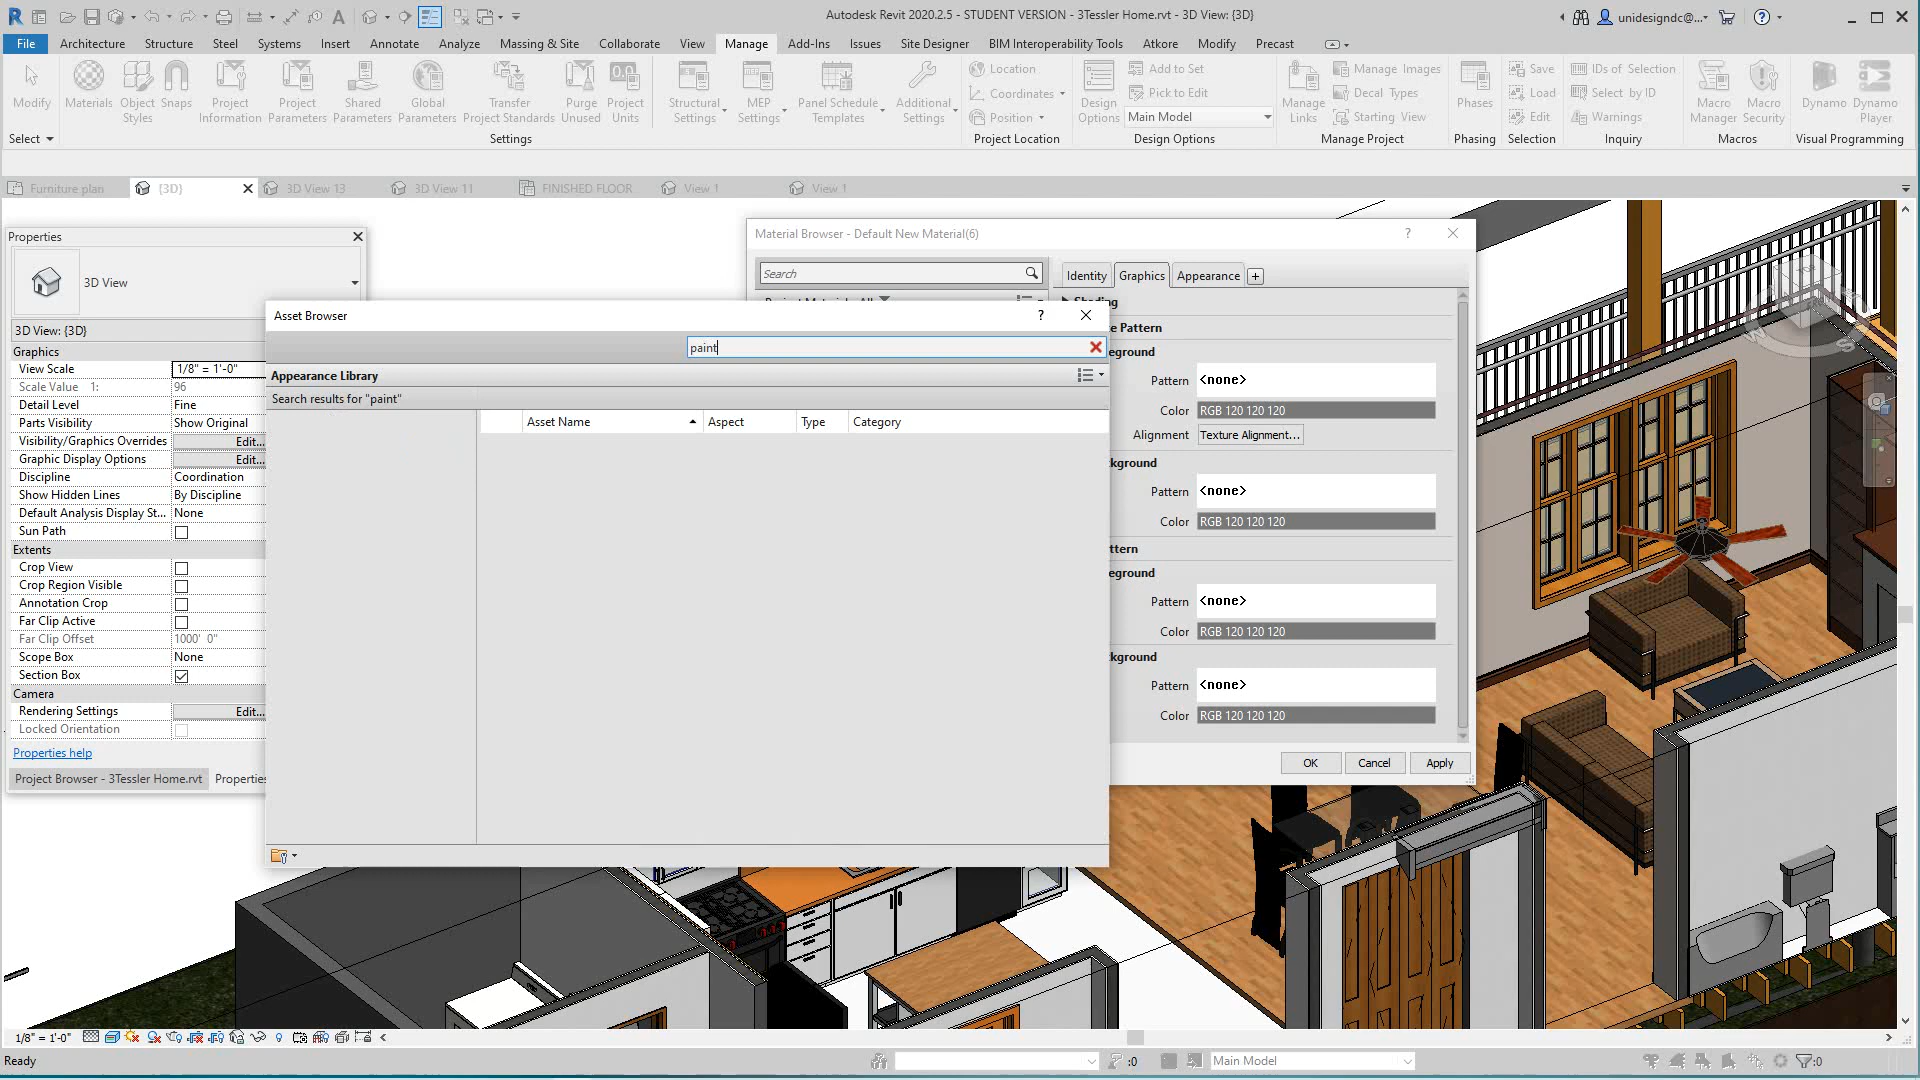 Autodesk Revit 2020.2.5 - STUDENT VERSION - 3Tessler Home.rvt - 3D View: {3D}
unidesigndc@...
File Architecture Structure Steel Systems Insert Annotate Analyze Massing & Site Collaborate View Manage Add-Ins Issues Site Designer BIM Interoperability Tools Atkore Modify Precast
Modify
Materials
Object Styles
Snaps
Project Information
Project Parameters
Shared Parameters
Global Parameters
Transfer Project Standards
Purge Unused
Project Units
Structural Settings
MEP Settings
Panel Schedule Templates
Additional Settings
Location
Coordinates
Position
Design Options
Add to Set
Pick to Edit
Main Model
Manage Links
Manage Images
Decal Types
Starting View
Phases
Save
Load
Edit
IDs of Selection
Select by ID
Warnings
Macro Manager
Macro Security
Dynamo
Dynamo Player
Select
Settings
Project Location
Design Options
Manage Project
Phasing
Selection
Inquiry
Macros
Visual Programming
Furniture plan
{3D}
3D View 13
3D View 11
FINISHED FLOOR
View 1
View 1
Properties
3D View
3D View: {3D}
Graphics
View Scale 1/8" = 1'-0"
Scale Value 1: 96
Detail Level Fine
Parts Visibility Show Original
Visibility/Graphics Overrides Edit...
Graphic Display Options Edit...
Discipline Coordination
Show Hidden Lines By Discipline
Default Analysis Display St... None
Sun Path
Extents
Crop View
Crop Region Visible
Annotation Crop
Far Clip Active
Far Clip Offset 1000' 0"
Scope Box None
Section Box
Camera
Rendering Settings Edit...
Locked Orientation
Properties help
Project Browser - 3Tessler Home.rvt
Properties
Asset Browser
?
paint
Appearance Library
Search results for "paint"
Asset Name Aspect Type Category
Material Browser - Default New Material(6)
?
Search
Identity Graphics Appearance
Pattern <none>
Color RGB 120 120 120
Alignment Texture Alignment...
Pattern <none>
Color RGB 120 120 120
Pattern <none>
Color RGB 120 120 120
Pattern <none>
Color RGB 120 120 120
OK Cancel Apply
1/8" = 1'-0"
Ready
:0
Main Model
:0